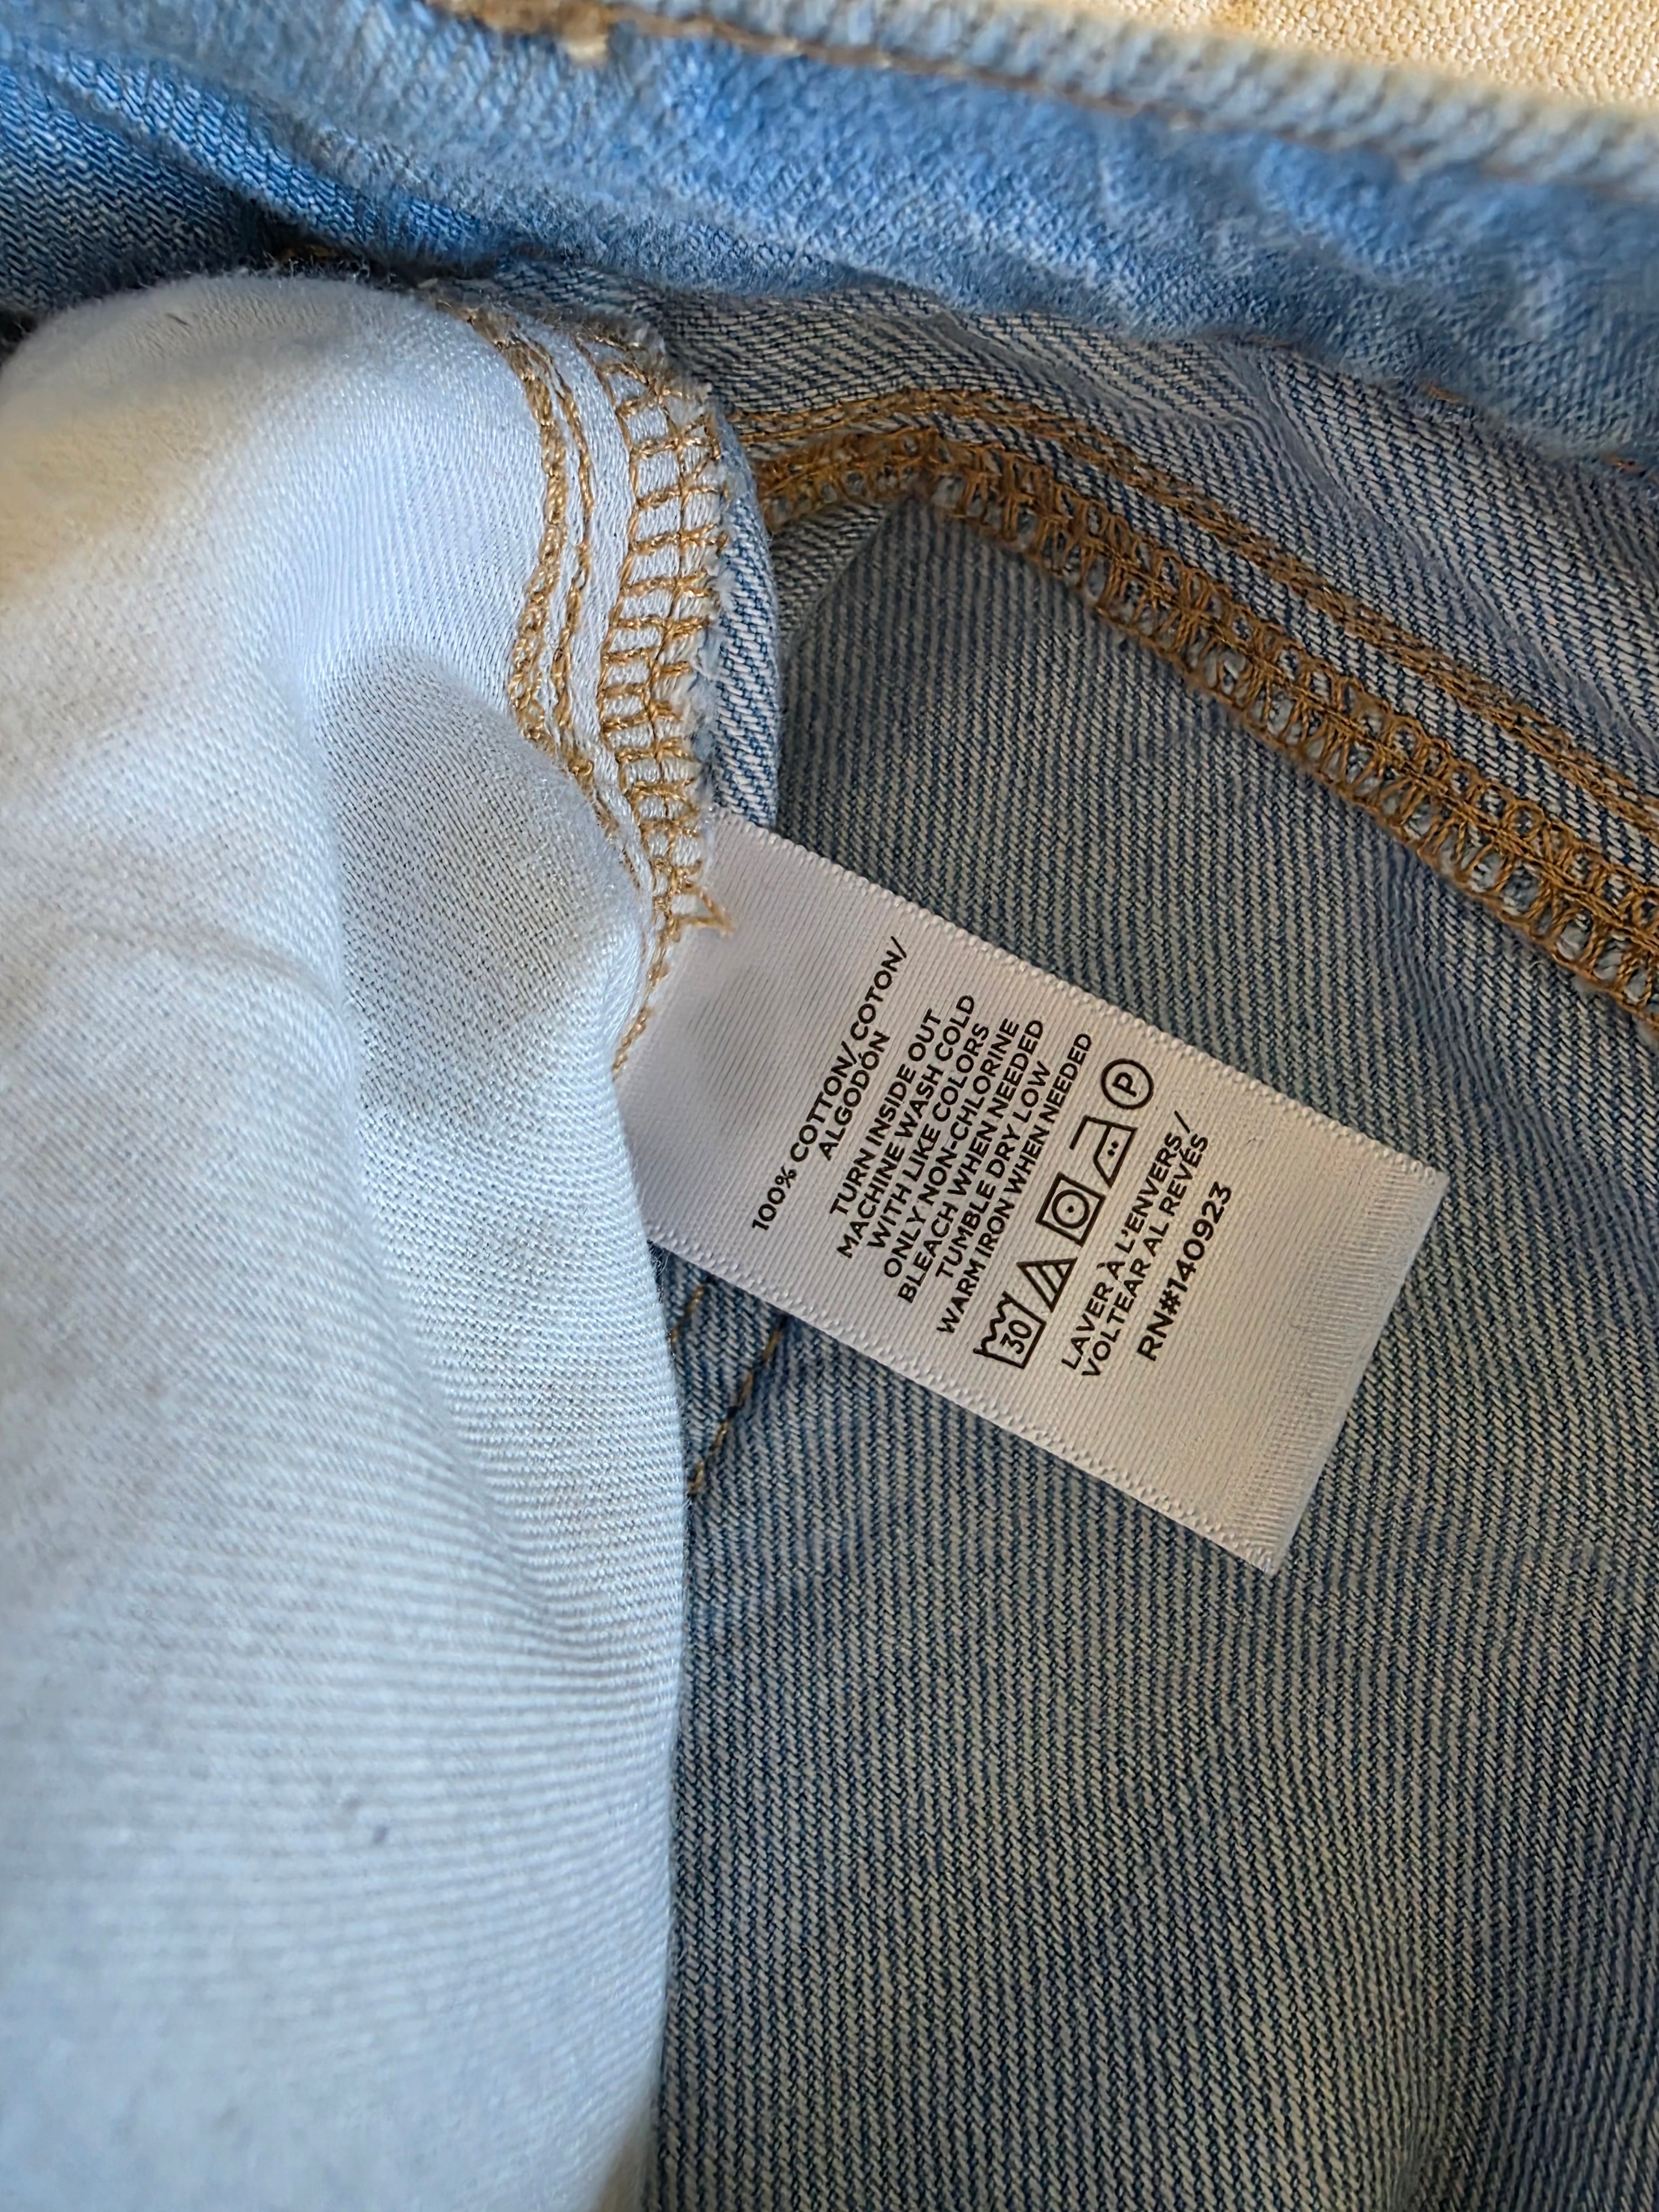 100% COTTON/ COTON/
ALGODÓN
TURN INSIDE OUT
MACHINE WASH COLD
WITH LIKE COLORS
ONLY NON-CHLORINE
BLEACH WHEN NEEDED
TUMBLE DRY LOW
WARM IRON WHEN NEEDED
30 P
LAVER À L'ENVERS /
VOLTEAR AL REVÉS
RN#140923